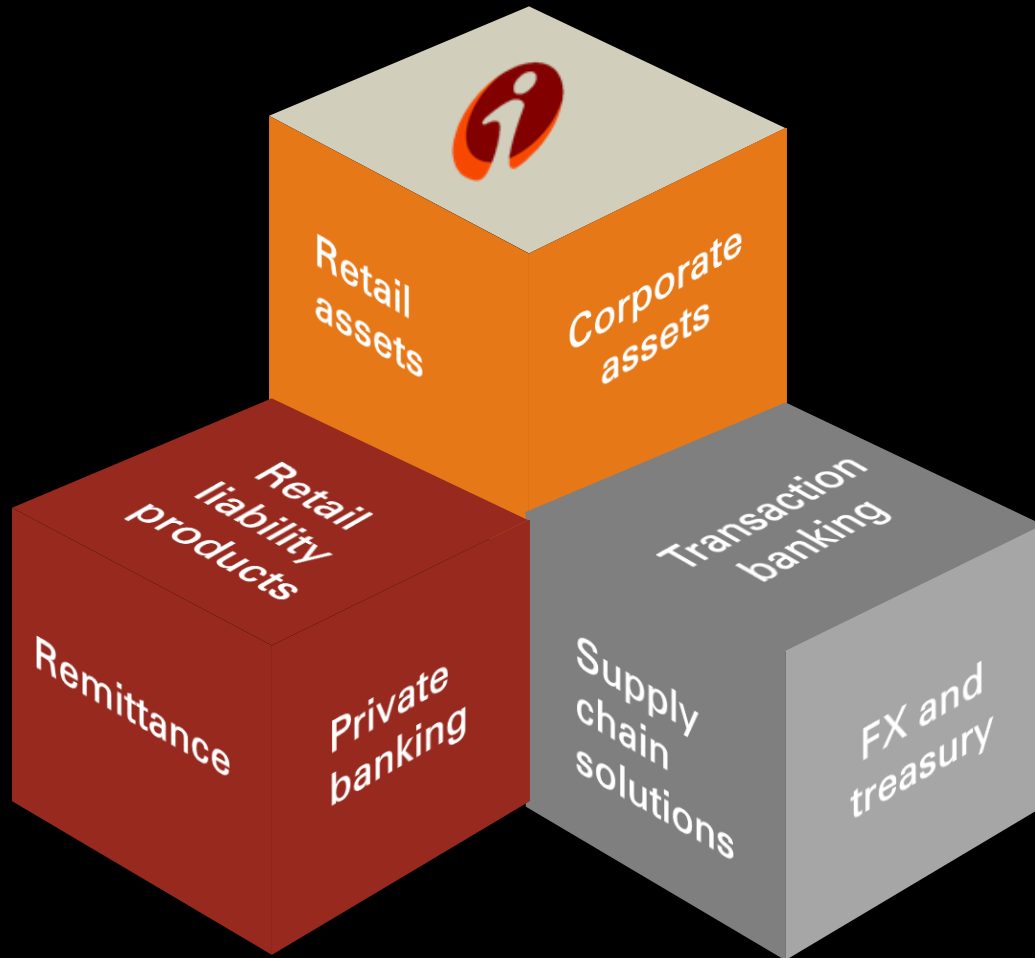 Retail
assets
Corporate
assets
Retail
liability
products
Transaction
banking
Remittance
Private
banking
Supply
chain
solutions
FX and
treasury